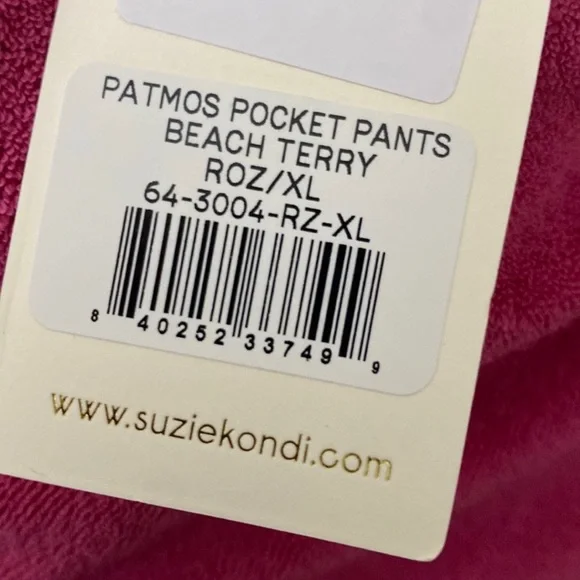 PATMOS POCKET PANTS
BEACH TERRY
ROZ/XL
64-3004-RZ-XL
8 40252 33749 9
www.suziekondi.com